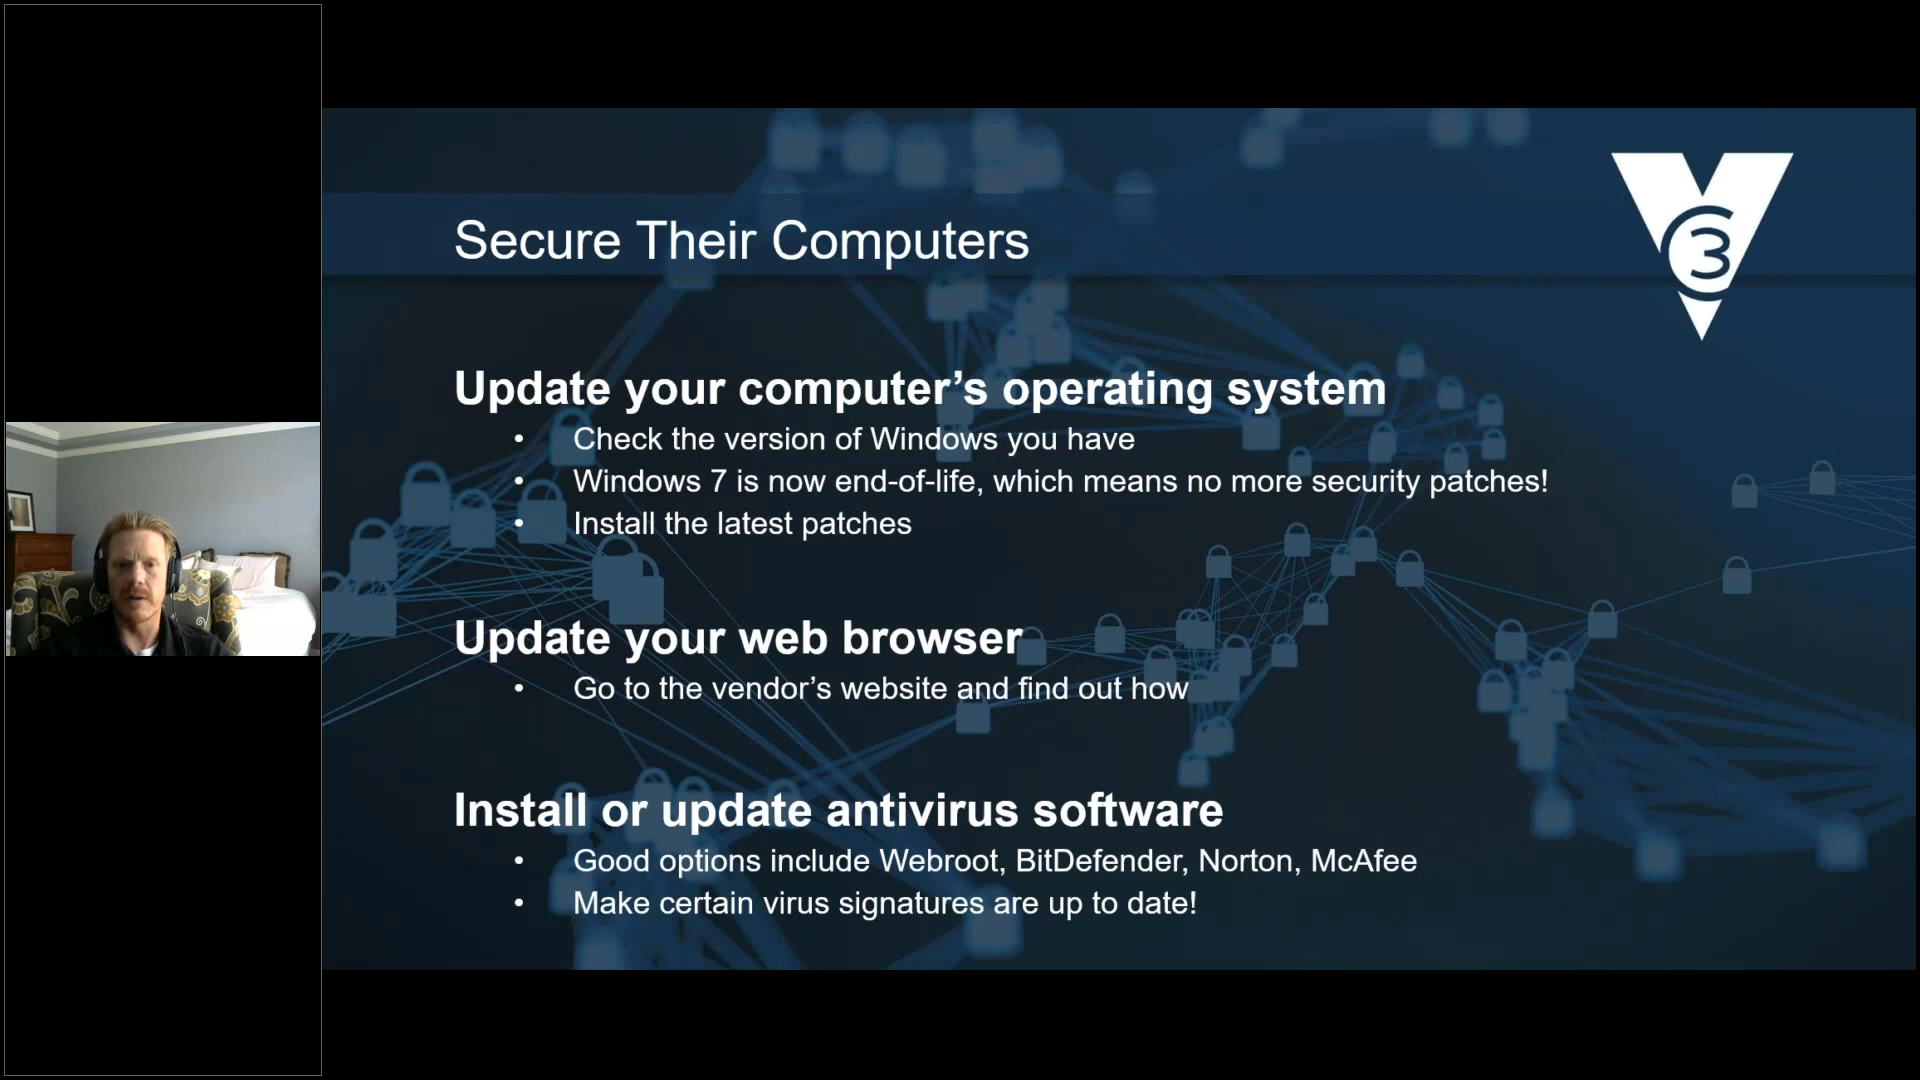 Secure Their Computers
V
3
Update your computer’s operating system
• Check the version of Windows you have
• Windows 7 is now end-of-life, which means no more security patches!
• Install the latest patches
Update your web browser
• Go to the vendor’s website and find out how
Install or update antivirus software
• Good options include Webroot, BitDefender, Norton, McAfee
• Make certain virus signatures are up to date!